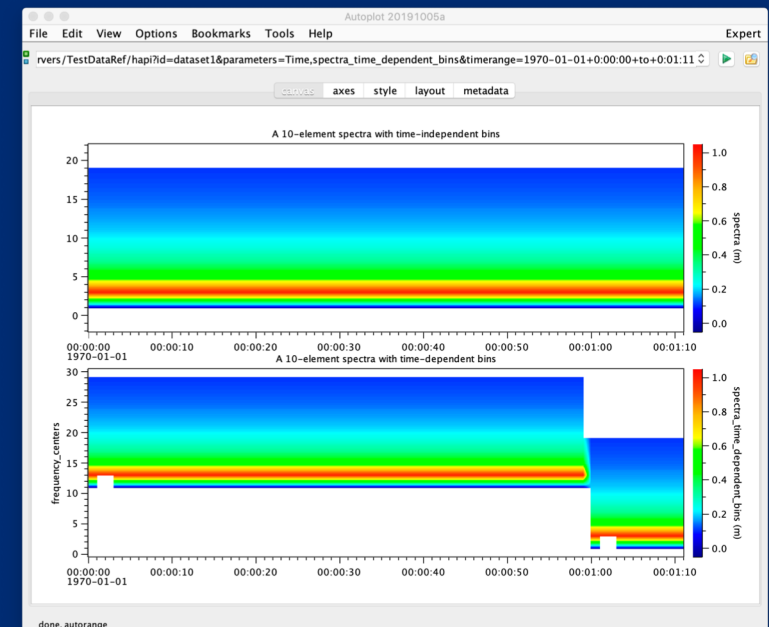 Autoplot 20191005a
File Edit View Options Bookmarks Tools Help Expert
rvers/TestDataRef/hapi?id=dataset1&parameters=Time,spectra_time_dependent_bins&timerange=1970-01-01+0:00:00+to+0:01:11
canvas axes style layout metadata
A 10-element spectra with time-independent bins
20
15
10
5
0
1.0
0.8
0.6
0.4
0.2
0.0
spectra (m)
00:00:00 00:00:10 00:00:20 00:00:30 00:00:40 00:00:50 00:01:00 00:01:10
1970-01-01
A 10-element spectra with time-dependent bins
frequency_centers
30
25
20
15
10
5
0
1.0
0.8
0.6
0.4
0.2
0.0
spectra_time_dependent_bins (m)
00:00:00 00:00:10 00:00:20 00:00:30 00:00:40 00:00:50 00:01:00 00:01:10
1970-01-01
done, autorange